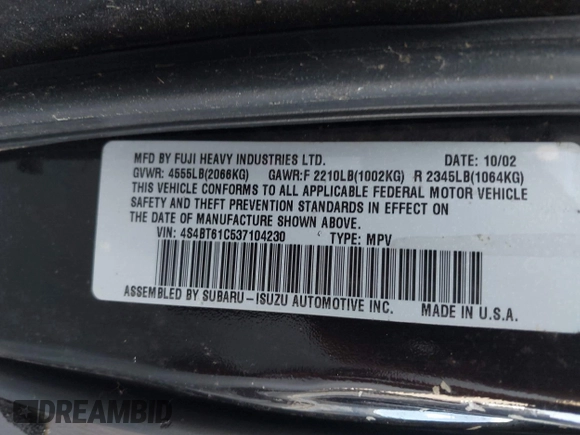 MFD BY FUJI HEAVY INDUSTRIES LTD. DATE: 10/02
GVWR: 4555LB(2066KG) GAWR:F 2210LB(1002KG) R 2345LB(1064KG)
THIS VEHICLE CONFORMS TO ALL APPLICABLE FEDERAL MOTOR VEHICLE
SAFETY AND THEFT PREVENTION STANDARDS IN EFFECT ON
THE DATE OF MANUFACTURE SHOWN ABOVE.
VIN: 4S4BT61C537104230 TYPE: MPV
ASSEMBLED BY SUBARU-ISUZU AUTOMOTIVE INC. MADE IN U.S.A.
DREAMBID